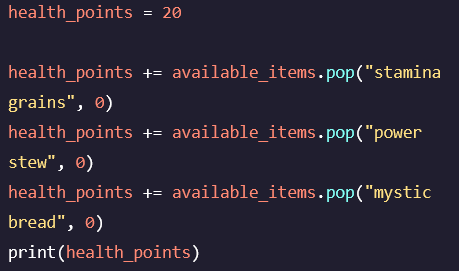 health_points = 20
health_points += available_items.pop("stamina
grains", 0)
health_points += available_items.pop("power
stew", 0)
health_points += available_items.pop("mystic
bread", 0)
print(health_points)